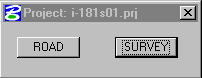 Project: i-181s01.prj
ROAD SURVEY